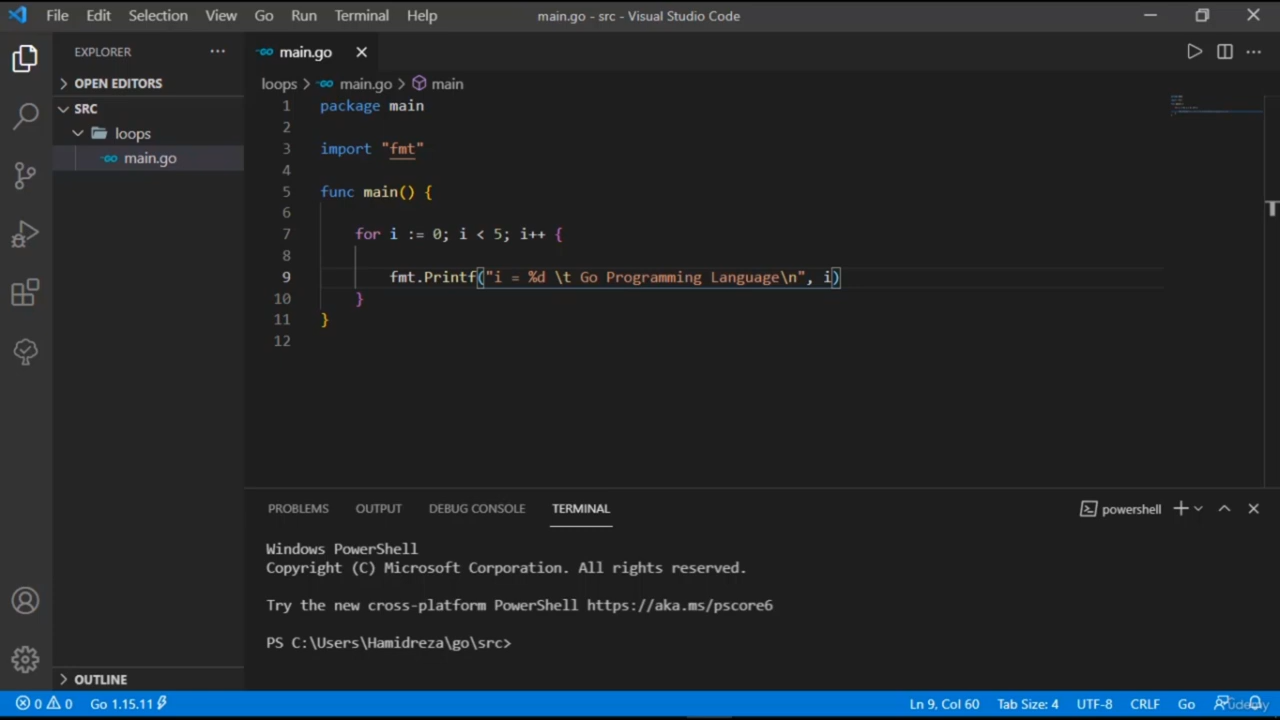 File Edit Selection View Go Run Terminal Help main.go - src - Visual Studio Code
EXPLORER
main.go
OPEN EDITORS
loops > main.go > main
SRC
loops
main.go
1 package main
2
3 import "fmt"
4
5 func main() {
6
7 for i := 0; i < 5; i++ {
8
9 fmt.Printf("i = %d \t Go Programming Language\n", i)
10 }
11 }
12
PROBLEMS OUTPUT DEBUG CONSOLE TERMINAL powershell
Windows PowerShell
Copyright (C) Microsoft Corporation. All rights reserved.
Try the new cross-platform PowerShell https://aka.ms/pscore6
PS C:\Users\Hamidreza\go\src>
OUTLINE
0 0 Go 1.15.11 Ln 9, Col 60 Tab Size: 4 UTF-8 CRLF Go Udemy